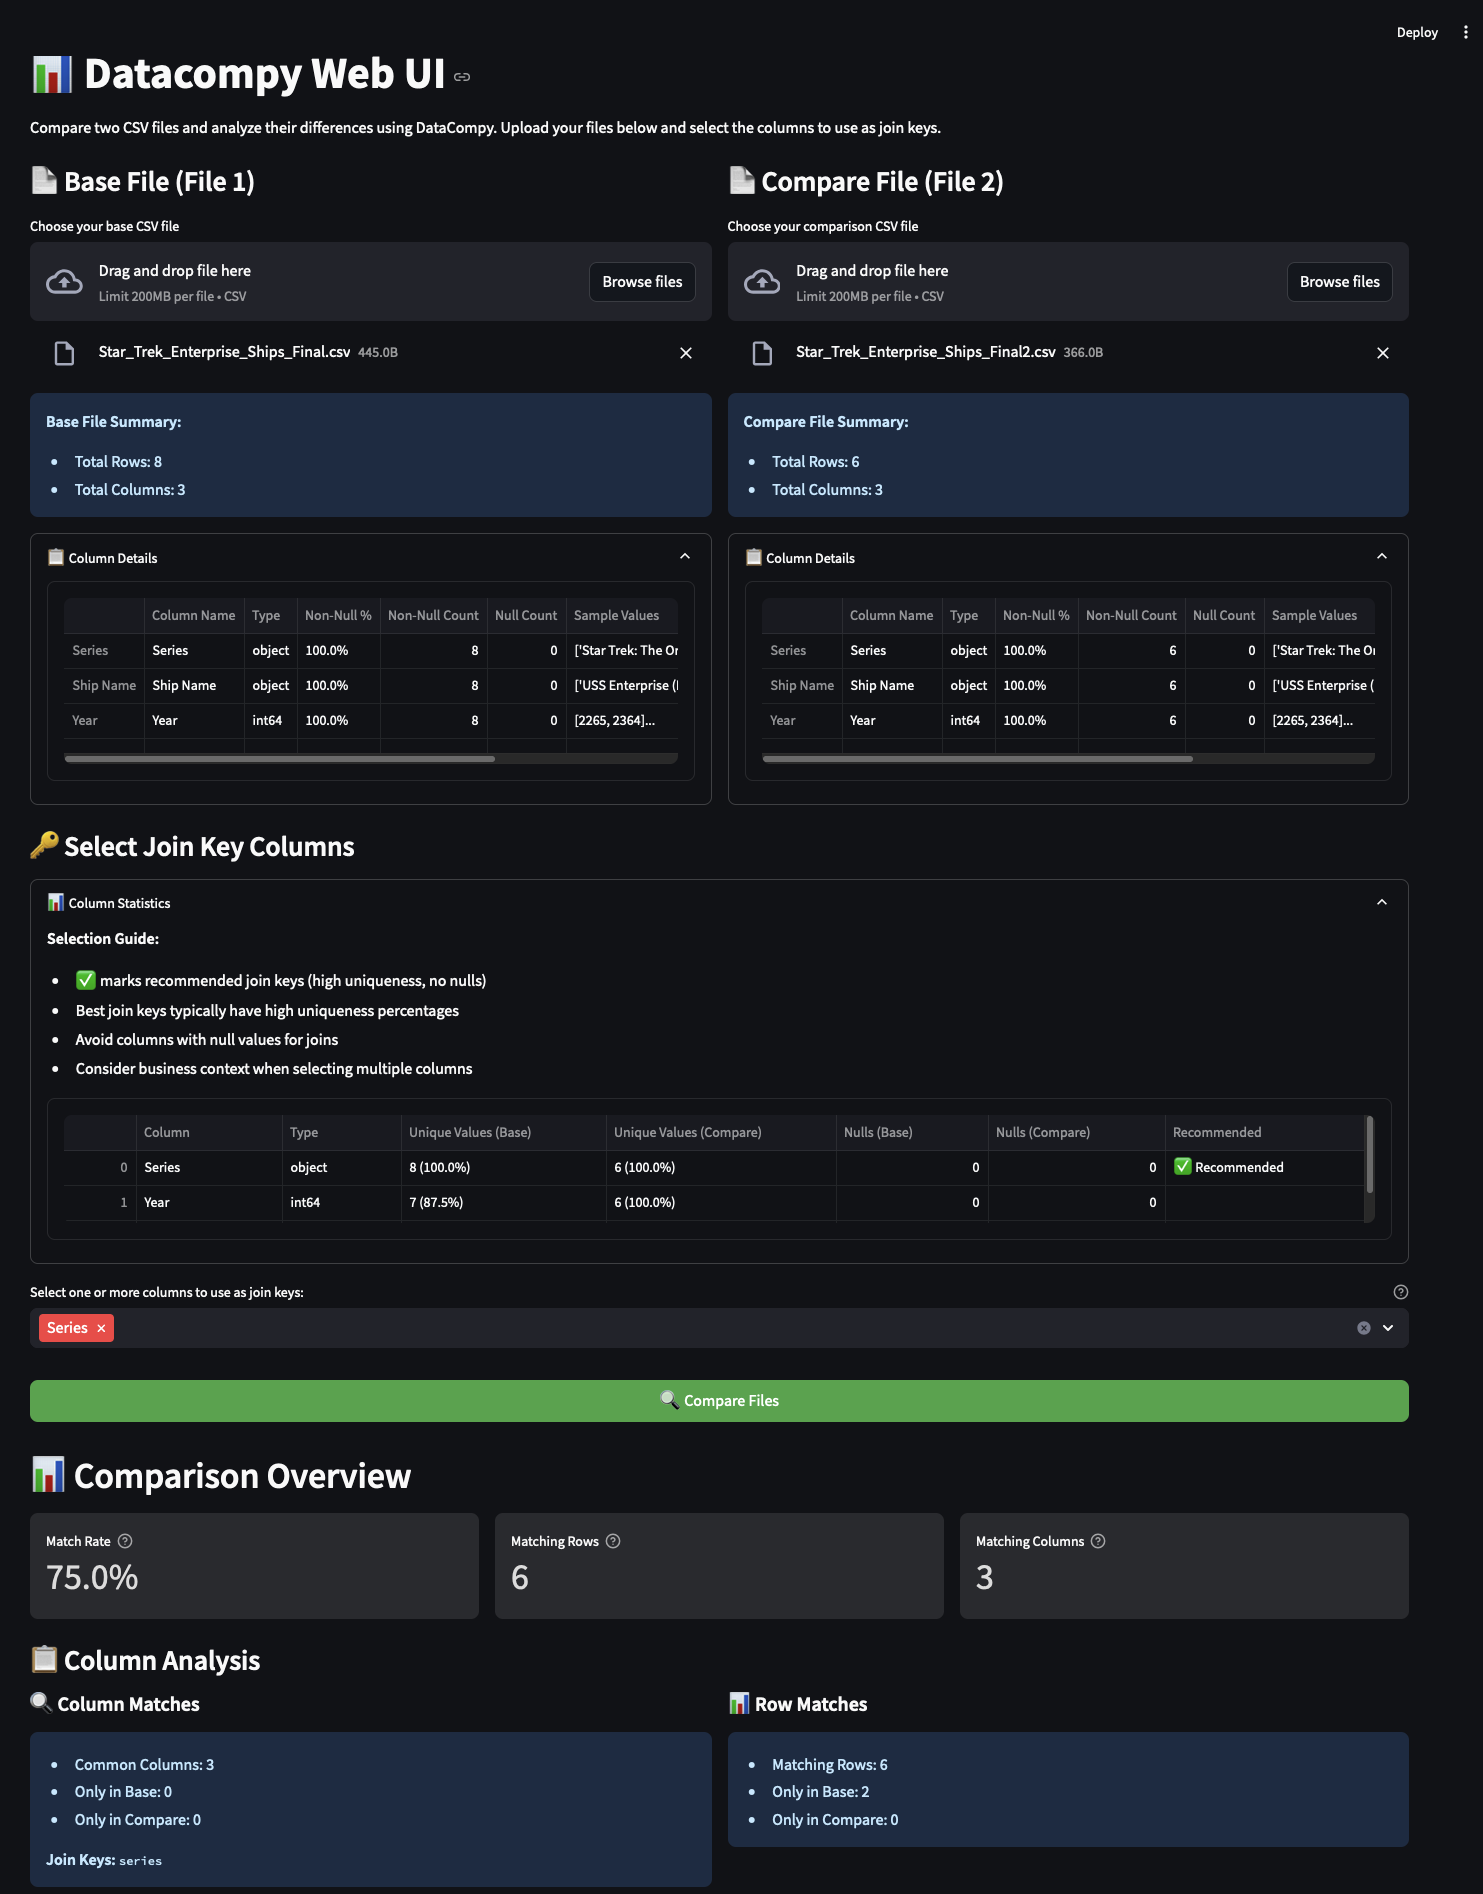 Deploy
Datacompy Web UI
Compare two CSV files and analyze their differences using DataCompy. Upload your files below and select the columns to use as join keys.
Base File (File 1)
Choose your base CSV file
Drag and drop file here
Limit 200MB per file • CSV
Browse files
Star_Trek_Enterprise_Ships_Final.csv 445.0B
Base File Summary:
• Total Rows: 8
• Total Columns: 3
Column Details
Column Name Type Non-Null % Non-Null Count Null Count Sample Values
Series Series object 100.0% 8 0 ['Star Trek: The Or
Ship Name Ship Name object 100.0% 8 0 ['USS Enterprise (
Year Year int64 100.0% 8 0 [2265, 2364]...
Compare File (File 2)
Choose your comparison CSV file
Drag and drop file here
Limit 200MB per file • CSV
Browse files
Star_Trek_Enterprise_Ships_Final2.csv 366.0B
Compare File Summary:
• Total Rows: 6
• Total Columns: 3
Column Details
Column Name Type Non-Null % Non-Null Count Null Count Sample Values
Series Series object 100.0% 6 0 ['Star Trek: The Or
Ship Name Ship Name object 100.0% 6 0 ['USS Enterprise (
Year Year int64 100.0% 6 0 [2265, 2364]...
Select Join Key Columns
Column Statistics
Selection Guide:
• ✅ marks recommended join keys (high uniqueness, no nulls)
• Best join keys typically have high uniqueness percentages
• Avoid columns with null values for joins
• Consider business context when selecting multiple columns
Column Type Unique Values (Base) Unique Values (Compare) Nulls (Base) Nulls (Compare) Recommended
0 Series object 8 (100.0%) 6 (100.0%) 0 0 ✅ Recommended
1 Year int64 7 (87.5%) 6 (100.0%) 0 0
Select one or more columns to use as join keys:
Series
Compare Files
Comparison Overview
Match Rate
75.0%
Matching Rows
6
Matching Columns
3
Column Analysis
Column Matches
• Common Columns: 3
• Only in Base: 0
• Only in Compare: 0
Join Keys: series
Row Matches
• Matching Rows: 6
• Only in Base: 2
• Only in Compare: 0